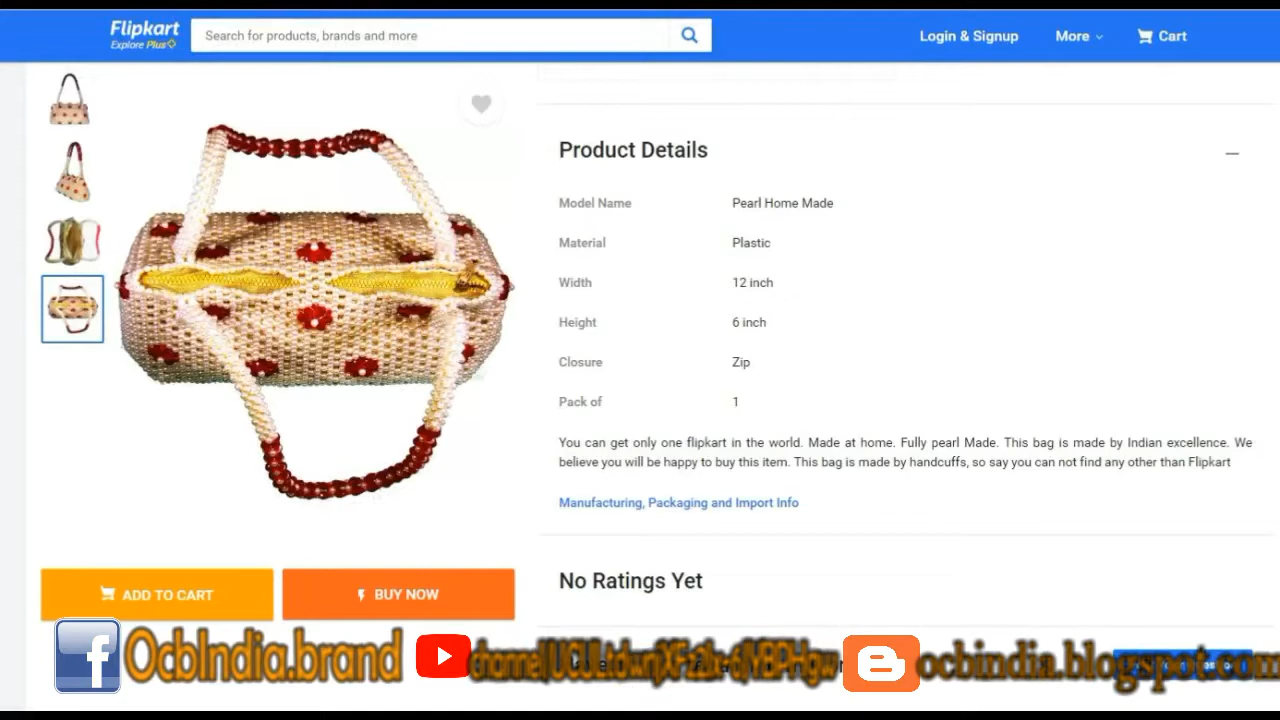 Flipkart
Explore Plus
Search for products, brands and more
Login & Signup
More
Cart
Product Details
Model Name Pearl Home Made
Material Plastic
Width 12 inch
Height 6 inch
Closure Zip
Pack of 1
You can get only one flipkart in the world. Made at home. Fully pearl Made. This bag is made by Indian excellence. We
believe you will be happy to buy this item. This bag is made by handcuffs, so say you can not find any other than Flipkart
Manufacturing, Packaging and Import Info
No Ratings Yet
ADD TO CART
BUY NOW
OcbIndia.brand
ocbindia.blogspot.com